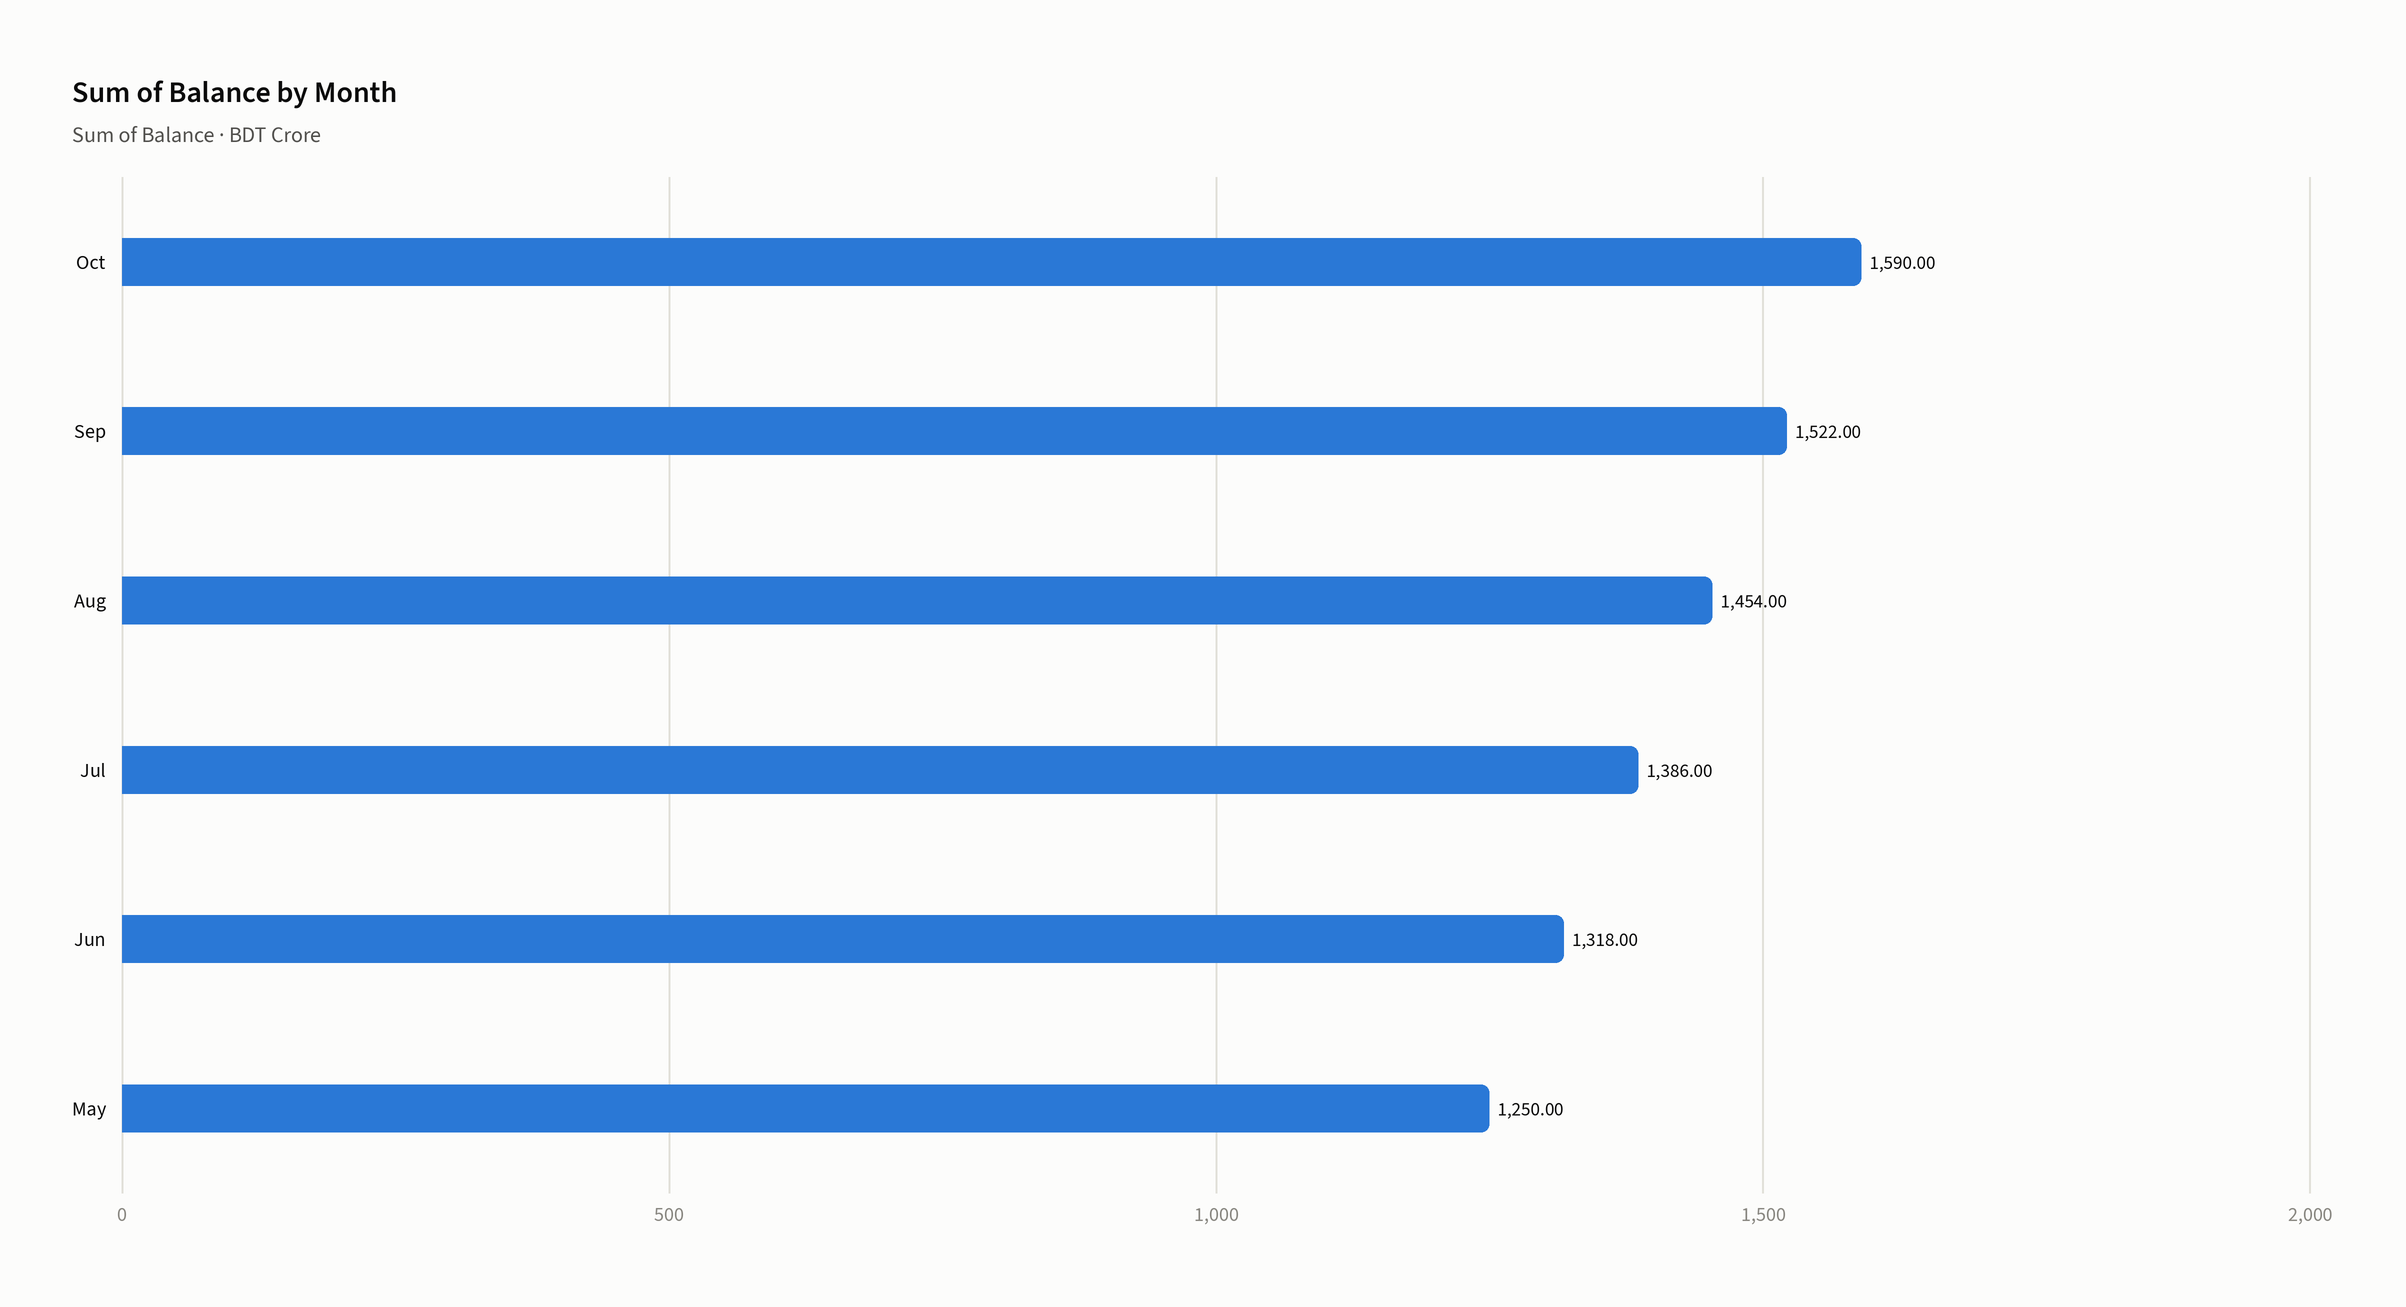 Sum of Balance by Month
Sum of Balance · BDT Crore
Oct 1,590.00
Sep 1,522.00
Aug 1,454.00
Jul 1,386.00
Jun 1,318.00
May 1,250.00
0 500 1,000 1,500 2,000